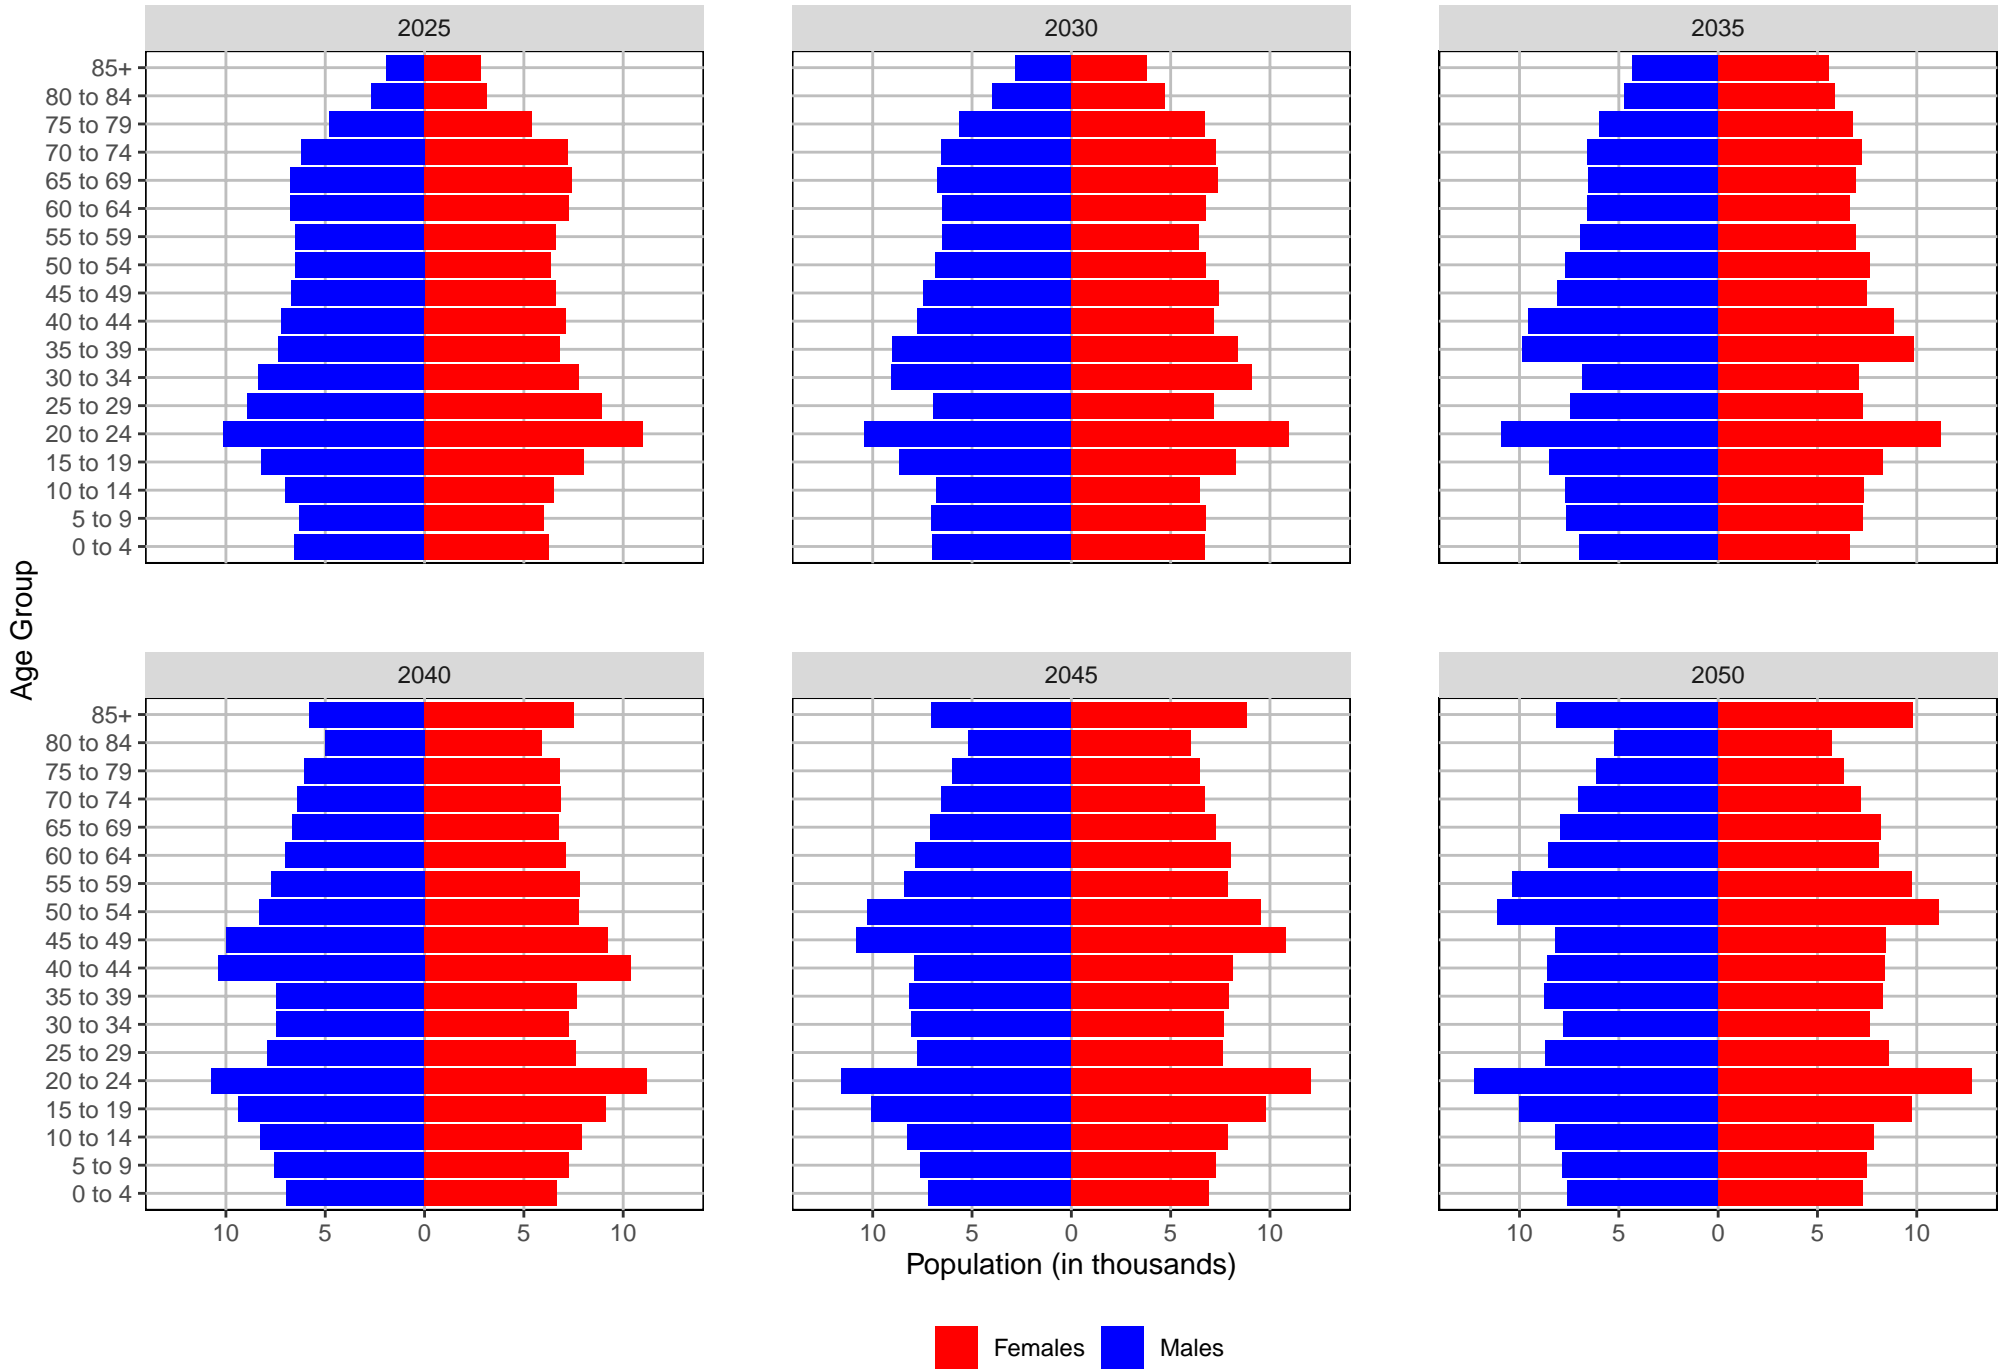 2025
2030
2035
85+
80 to 84
75 to 79
70 to 74
65 to 69
60 to 64
55 to 59
50 to 54
45 to 49
40 to 44
35 to 39
30 to 34
25 to 29
20 to 24
15 to 19
10 to 14
5 to 9
0 to 4
Age Group
2040
2045
2050
85+
80 to 84
75 to 79
70 to 74
65 to 69
60 to 64
55 to 59
50 to 54
45 to 49
40 to 44
35 to 39
30 to 34
25 to 29
20 to 24
15 to 19
10 to 14
5 to 9
0 to 4
10 5 0 5 10
10 5 0 5 10
10 5 0 5 10
Population (in thousands)
Females
Males